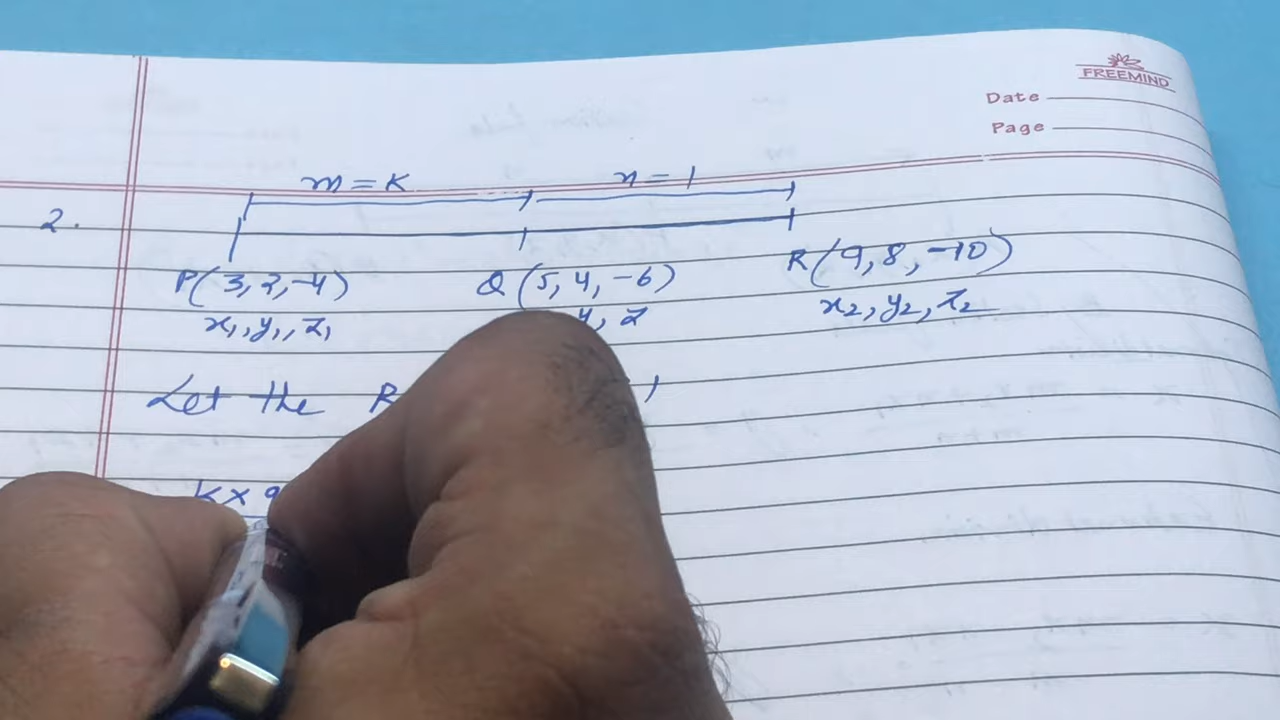 FREEMIND
Date
Page
m = K n = 1
2.
P(3, 2, -4) Q(5, 4, -6) R(9, 8, -10)
x₁, y₁, z₁ y, z x₂, y₂, z₂
Let the R
K × 9